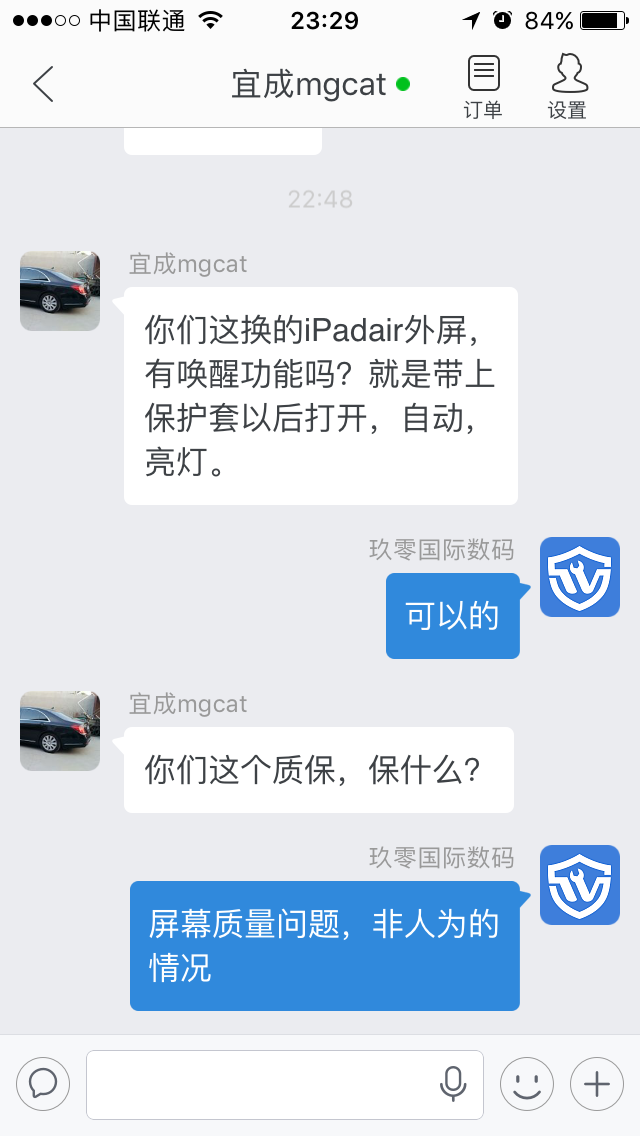 中国联通 23:29 84%
宜成mgcat
订单 设置
22:48
宜成mgcat
你们这换的iPadair外屏，
有唤醒功能吗？就是带上
保护套以后打开，自动，
亮灯。
玖零国际数码
可以的
宜成mgcat
你们这个质保，保什么？
玖零国际数码
屏幕质量问题，非人为的
情况